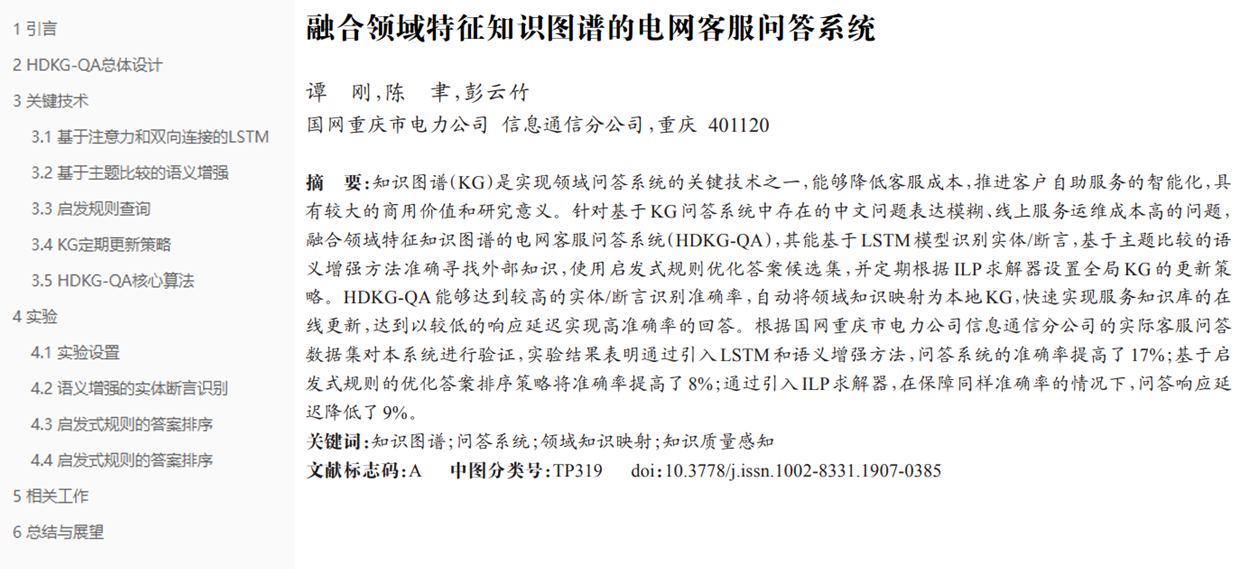 1 引言
2 HDKG-QA总体设计
3 关键技术
3.1 基于注意力和双向连接的LSTM
3.2 基于主题比较的语义增强
3.3 启发规则查询
3.4 KG定期更新策略
3.5 HDKG-QA核心算法
4 实验
4.1 实验设置
4.2 语义增强的实体断言识别
4.3 启发式规则的答案排序
4.4 启发式规则的答案排序
5 相关工作
6 总结与展望
融合领域特征知识图谱的电网客服问答系统
谭　刚,陈　聿,彭云竹
国网重庆市电力公司 信息通信分公司,重庆 401120
摘　要:知识图谱(KG)是实现领域问答系统的关键技术之一,能够降低客服成本,推进客户自助服务的智能化,具
有较大的商用价值和研究意义。针对基于KG问答系统中存在的中文问题表达模糊、线上服务运维成本高的问题,
融合领域特征知识图谱的电网客服问答系统(HDKG-QA),其能基于LSTM模型识别实体/断言,基于主题比较的语
义增强方法准确寻找外部知识,使用启发式规则优化答案候选集,并定期根据ILP求解器设置全局KG的更新策
略。HDKG-QA能够达到较高的实体/断言识别准确率,自动将领域知识映射为本地KG,快速实现服务知识库的在
线更新,达到以较低的响应延迟实现高准确率的回答。根据国网重庆市电力公司信息通信分公司的实际客服问答
数据集对本系统进行验证,实验结果表明通过引入LSTM和语义增强方法,问答系统的准确率提高了17%;基于启
发式规则的优化答案排序策略将准确率提高了8%;通过引入ILP求解器,在保障同样准确率的情况下,问答响应延
迟降低了9%。
关键词:知识图谱;问答系统;领域知识映射;知识质量感知
文献标志码:A　中图分类号:TP319　doi:10.3778/j.issn.1002-8331.1907-0385